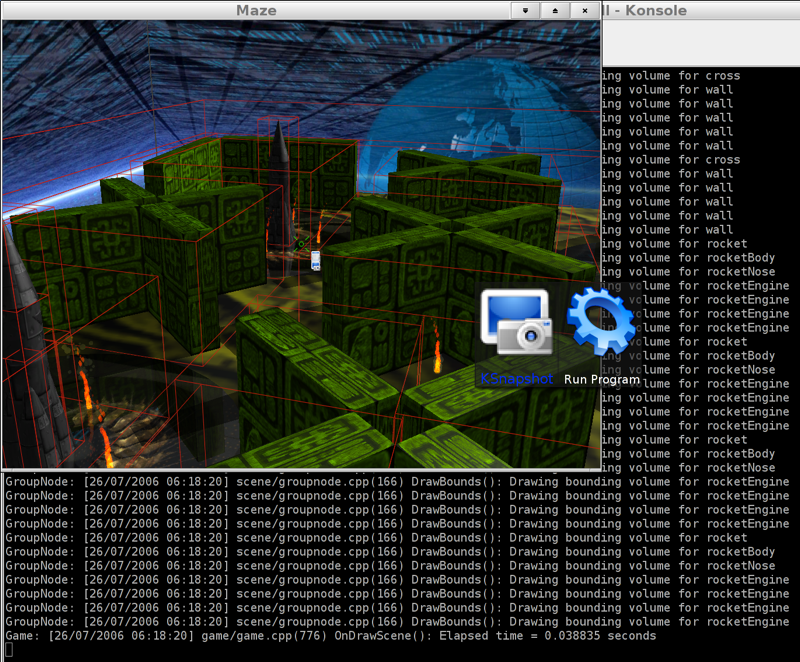 Maze
ll - Konsole
ing volume for cross
ing volume for wall
ing volume for wall
ing volume for wall
ing volume for wall
ing volume for wall
ing volume for cross
ing volume for wall
ing volume for wall
ing volume for wall
ing volume for wall
ing volume for wall
ing volume for rocket
ing volume for rocketBody
ing volume for rocketNose
ing volume for rocketEngine
ing volume for rocketEngine
ing volume for rocketEngine
ing volume for rocketEngine
ing volume for rocket
ing volume for rocketBody
ing volume for rocketNose
ing volume for rocketEngine
ing volume for rocketEngine
ing volume for rocketEngine
ing volume for rocketEngine
ing volume for rocket
ing volume for rocketBody
ing volume for rocketNose
KSnapshot
Run Program
GroupNode: [26/07/2006 06:18:20] scene/groupnode.cpp(166) DrawBounds(): Drawing bounding volume for rocketEngine
GroupNode: [26/07/2006 06:18:20] scene/groupnode.cpp(166) DrawBounds(): Drawing bounding volume for rocketEngine
GroupNode: [26/07/2006 06:18:20] scene/groupnode.cpp(166) DrawBounds(): Drawing bounding volume for rocketEngine
GroupNode: [26/07/2006 06:18:20] scene/groupnode.cpp(166) DrawBounds(): Drawing bounding volume for rocketEngine
GroupNode: [26/07/2006 06:18:20] scene/groupnode.cpp(166) DrawBounds(): Drawing bounding volume for rocket
GroupNode: [26/07/2006 06:18:20] scene/groupnode.cpp(166) DrawBounds(): Drawing bounding volume for rocketBody
GroupNode: [26/07/2006 06:18:20] scene/groupnode.cpp(166) DrawBounds(): Drawing bounding volume for rocketNose
GroupNode: [26/07/2006 06:18:20] scene/groupnode.cpp(166) DrawBounds(): Drawing bounding volume for rocketEngine
GroupNode: [26/07/2006 06:18:20] scene/groupnode.cpp(166) DrawBounds(): Drawing bounding volume for rocketEngine
GroupNode: [26/07/2006 06:18:20] scene/groupnode.cpp(166) DrawBounds(): Drawing bounding volume for rocketEngine
GroupNode: [26/07/2006 06:18:20] scene/groupnode.cpp(166) DrawBounds(): Drawing bounding volume for rocketEngine
Game: [26/07/2006 06:18:20] game/game.cpp(776) OnDrawScene(): Elapsed time = 0.038835 seconds